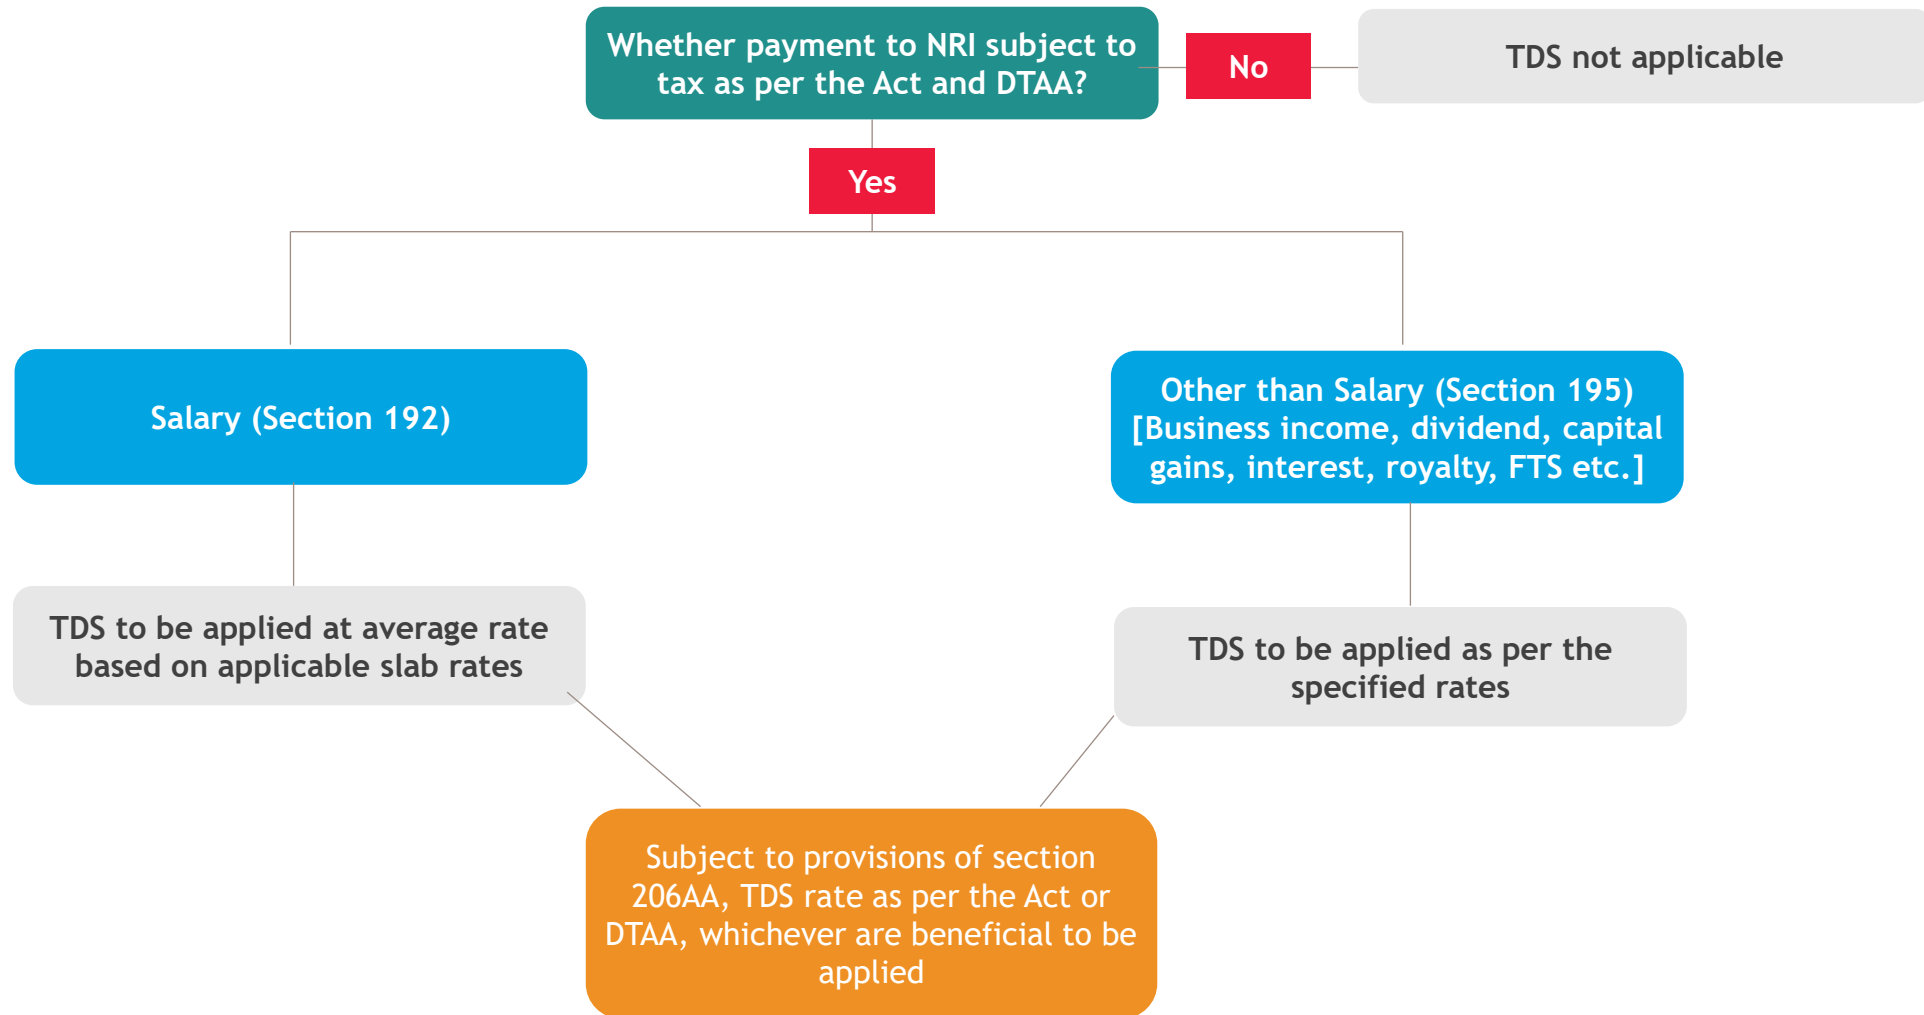 Whether payment to NRI subject to
tax as per the Act and DTAA?
No
TDS not applicable
Yes
Salary (Section 192)
Other than Salary (Section 195)
[Business income, dividend, capital
gains, interest, royalty, FTS etc.]
TDS to be applied at average rate
based on applicable slab rates
TDS to be applied as per the
specified rates
Subject to provisions of section
206AA, TDS rate as per the Act or
DTAA, whichever are beneficial to be
applied